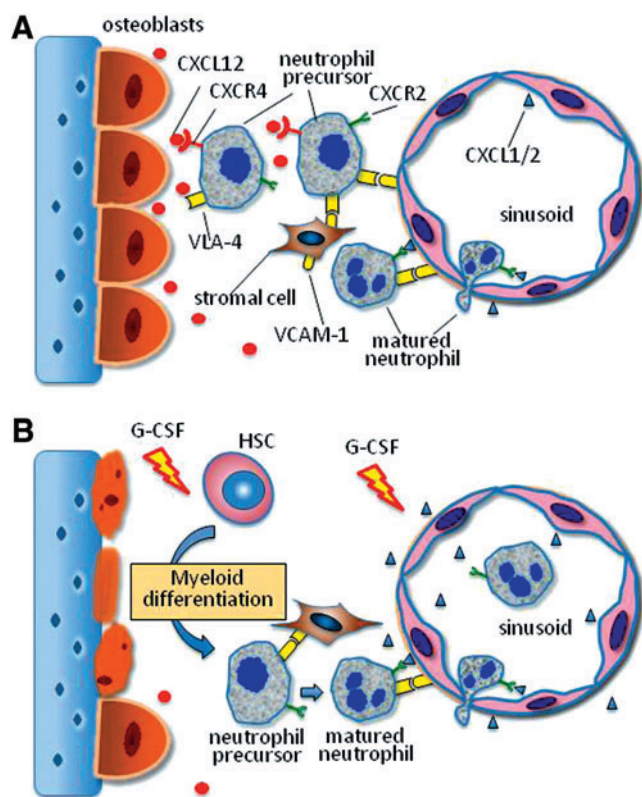 A
osteoblasts
CXCL12
CXCR4
neutrophil
precursor
CXCR2
CXCL1/2
sinusoid
VLA-4
stromal cell
VCAM-1
matured
neutrophil
B
G-CSF
HSC
G-CSF
Myeloid
differentiation
sinusoid
neutrophil
precursor
matured
neutrophil